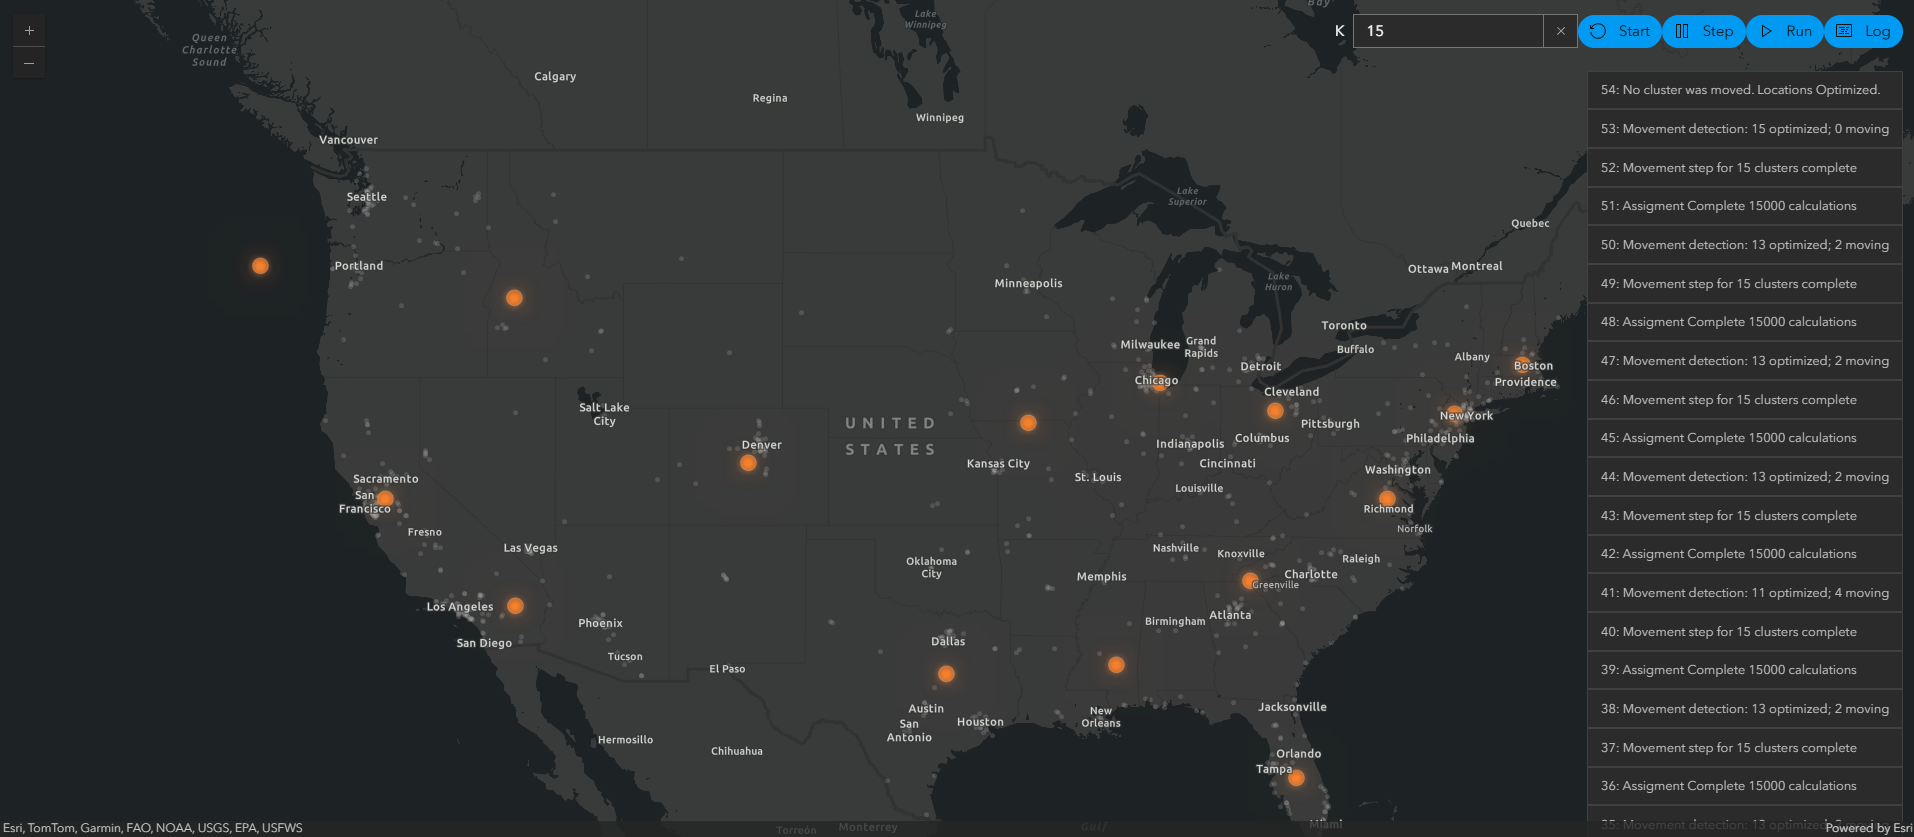 Bay
Lake
Winnipeg
Queen
Charlotte
Sound
K 15 Start Step Run Log
Calgary
Regina
Winnipeg
Vancouver
Seattle
Lake
Superior
Quebec
Portland
Ottawa Montreal
Minneapolis
Lake
Huron
Toronto
Milwaukee
Grand
Rapids
Buffalo
Albany
Detroit
Boston
Chicago
Providence
Cleveland
Salt Lake
City
UNITED
STATES
New York
Pittsburgh
Philadelphia
Columbus
Indianapolis
Denver
Kansas City
Cincinnati
Washington
St. Louis
Sacramento
San
Francisco
Louisville
Richmond
Norfolk
Fresno
Las Vegas
Nashville
Knoxville
Raleigh
Oklahoma
City
Memphis
Charlotte
Greenville
Los Angeles
Atlanta
Birmingham
Phoenix
San Diego
Dallas
Tucson
El Paso
Austin
Jacksonville
New
Orleans
Houston
San
Antonio
Hermosillo
Chihuahua
Orlando
Tampa
Miami
Torreón
Monterrey
Gulf
54: No cluster was moved. Locations Optimized.
53: Movement detection: 15 optimized; 0 moving
52: Movement step for 15 clusters complete
51: Assigment Complete 15000 calculations
50: Movement detection: 13 optimized; 2 moving
49: Movement step for 15 clusters complete
48: Assigment Complete 15000 calculations
47: Movement detection: 13 optimized; 2 moving
46: Movement step for 15 clusters complete
45: Assigment Complete 15000 calculations
44: Movement detection: 13 optimized; 2 moving
43: Movement step for 15 clusters complete
42: Assigment Complete 15000 calculations
41: Movement detection: 11 optimized; 4 moving
40: Movement step for 15 clusters complete
39: Assigment Complete 15000 calculations
38: Movement detection: 13 optimized; 2 moving
37: Movement step for 15 clusters complete
36: Assigment Complete 15000 calculations
35: Movement detection: 13 optimized; moving
Esri, TomTom, Garmin, FAO, NOAA, USGS, EPA, USFWS
Powered by Esri